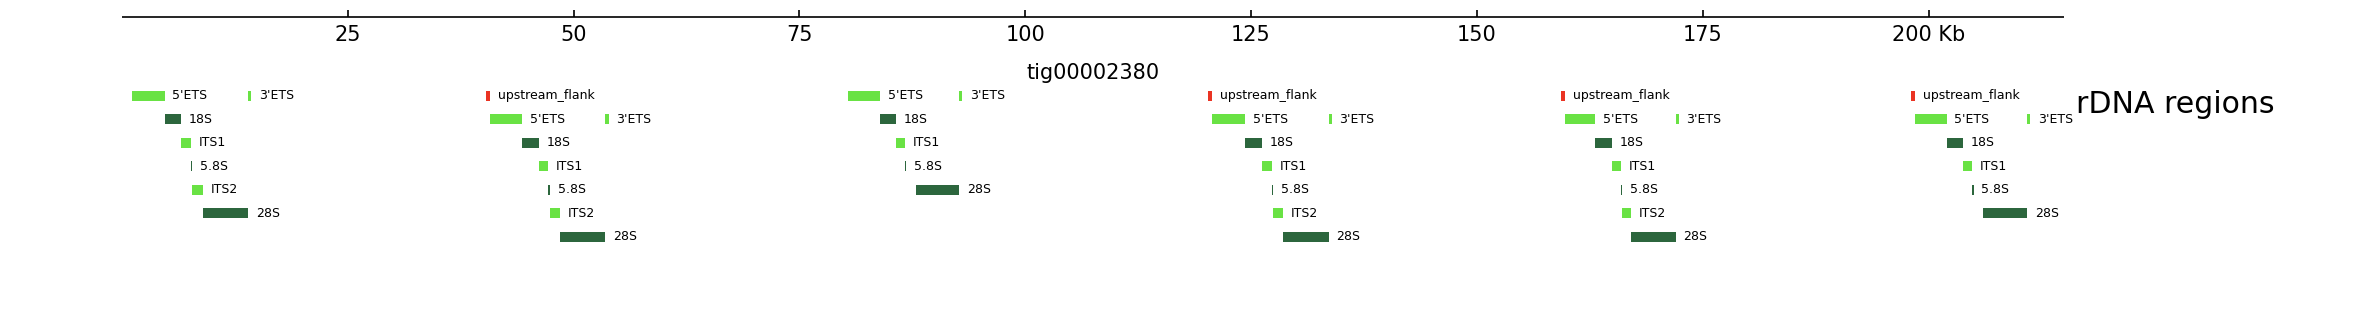 25 50 75 100 125 150 175 200 Kb
tig00002380
5'ETS 3'ETS upstream_flank 5'ETS 3'ETS upstream_flank upstream_flank upstream_flank rDNA regions
18S 5'ETS 3'ETS 18S 5'ETS 3'ETS 5'ETS 3'ETS 5'ETS 3'ETS
ITS1 18S ITS1 18S 18S 18S
5.8S ITS1 5.8S ITS1 ITS1 ITS1
ITS2 5.8S 28S 5.8S 5.8S 5.8S
28S ITS2 ITS2 ITS2 28S
28S 28S 28S